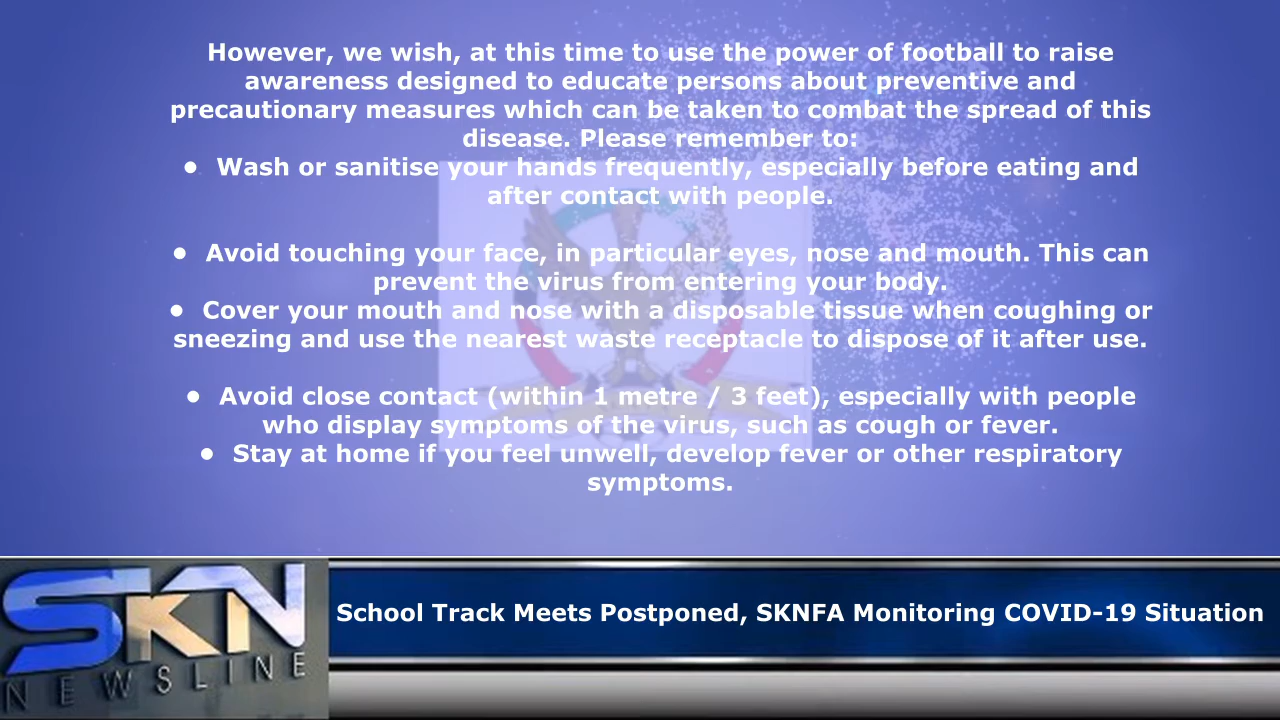 However, we wish, at this time to use the power of football to raise
awareness designed to educate persons about preventive and
precautionary measures which can be taken to combat the spread of this
disease. Please remember to:
● Wash or sanitise your hands frequently, especially before eating and
after contact with people.
● Avoid touching your face, in particular eyes, nose and mouth. This can
prevent the virus from entering your body.
● Cover your mouth and nose with a disposable tissue when coughing or
sneezing and use the nearest waste receptacle to dispose of it after use.
● Avoid close contact (within 1 metre / 3 feet), especially with people
who display symptoms of the virus, such as cough or fever.
● Stay at home if you feel unwell, develop fever or other respiratory
symptoms.
SKN
NEWSLINE
School Track Meets Postponed, SKNFA Monitoring COVID-19 Situation